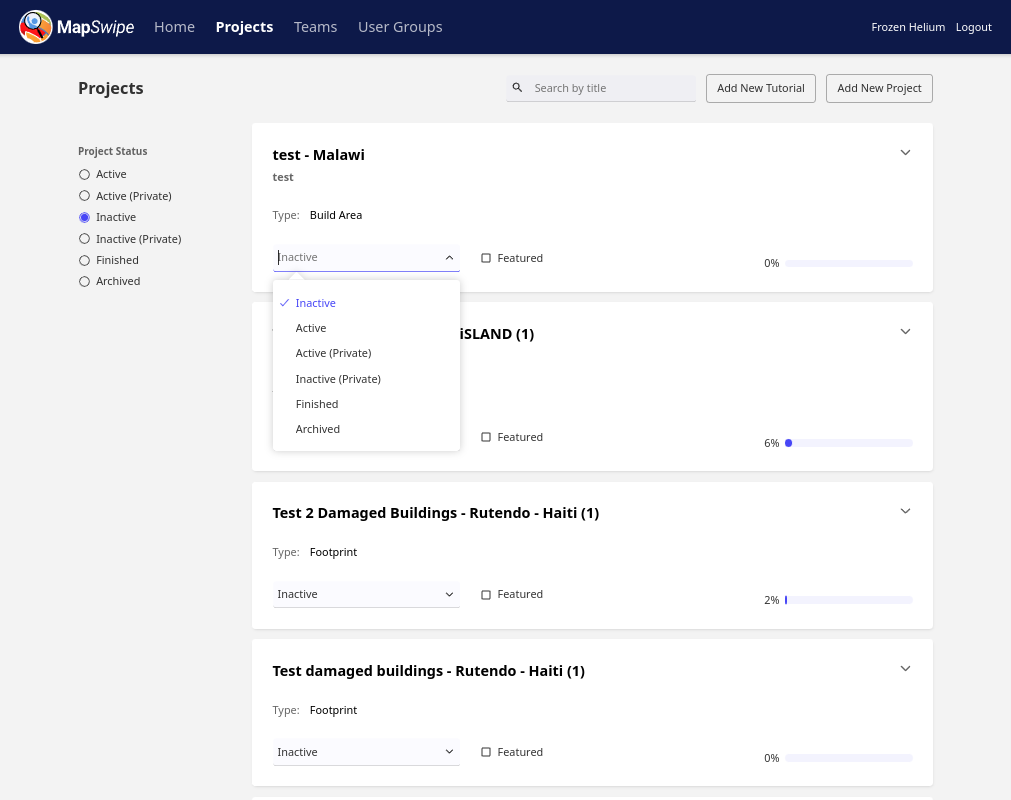 MapSwipe Home Projects Teams User Groups Frozen Helium Logout
Projects
Search by title
Add New Tutorial
Add New Project
Project Status
Active
Active (Private)
Inactive
Inactive (Private)
Finished
Archived
test - Malawi
test
Type: Build Area
Inactive
Featured
0%
Inactive
Active
Active (Private)
Inactive (Private)
Finished
Archived
iSLAND (1)
Featured
6%
Test 2 Damaged Buildings - Rutendo - Haiti (1)
Type: Footprint
Inactive
Featured
2%
Test damaged buildings - Rutendo - Haiti (1)
Type: Footprint
Inactive
Featured
0%